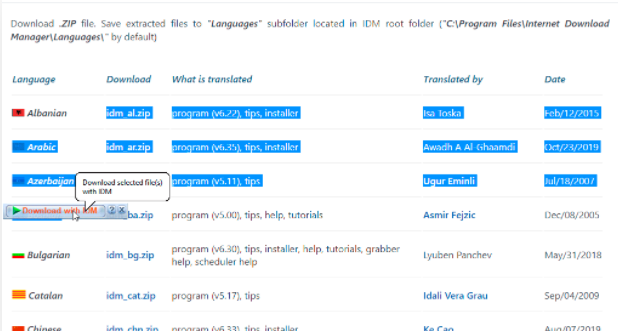 Download .ZIP file. Save extracted files to "Languages" subfolder located in IDM root folder ("C:\Program Files\Internet Download
Manager\Languages\" by default)
Language Download What is translated Translated by Date
Albanian idm_al.zip program (v6.22), tips, installer Isa Toska Feb/12/2015
Arabic idm_ar.zip program (v6.35), tips, installer Awadh A Al-Ghaamdi Oct/23/2019
Azerbaijan program (v5.11), tips Ugur Eminli Jul/18/2007
Download selected file(s)
with IDM
Download with IDM ? X
ba.zip program (v5.00), tips, help, tutorials Asmir Fejzic Dec/08/2005
Bulgarian idm_bg.zip program (v6.30), tips, installer, help, tutorials, grabber
help, scheduler help Lyuben Panchev May/31/2018
Catalan idm_cat.zip program (v5.17), tips Idali Vera Grau Sep/04/2009
Chinese idm_chn.zip program (v6.33) tips, installer Ke Cao Aug/07/2019